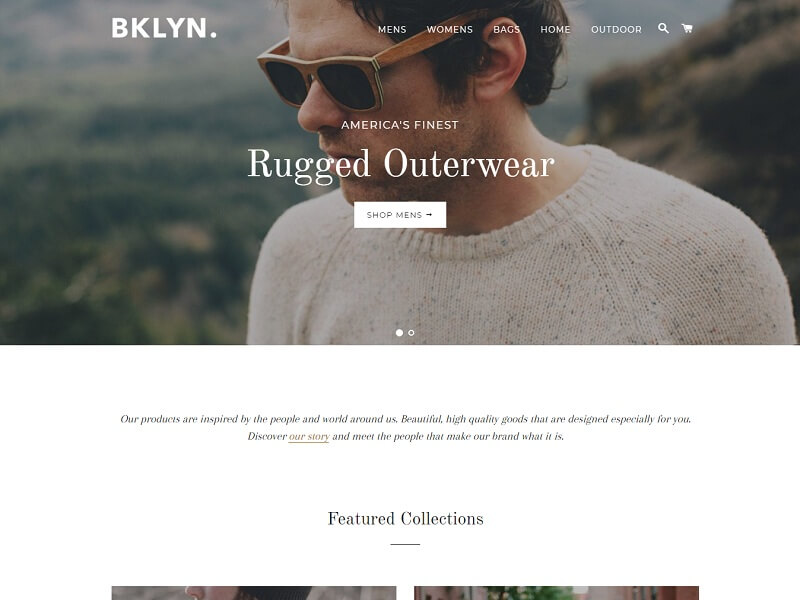 BKLYN.
MENS WOMENS BAGS HOME OUTDOOR
AMERICA'S FINEST
Rugged Outerwear
SHOP MENS →
Our products are inspired by the people and world around us. Beautiful, high quality goods that are designed especially for you.
Discover our story and meet the people that make our brand what it is.
Featured Collections